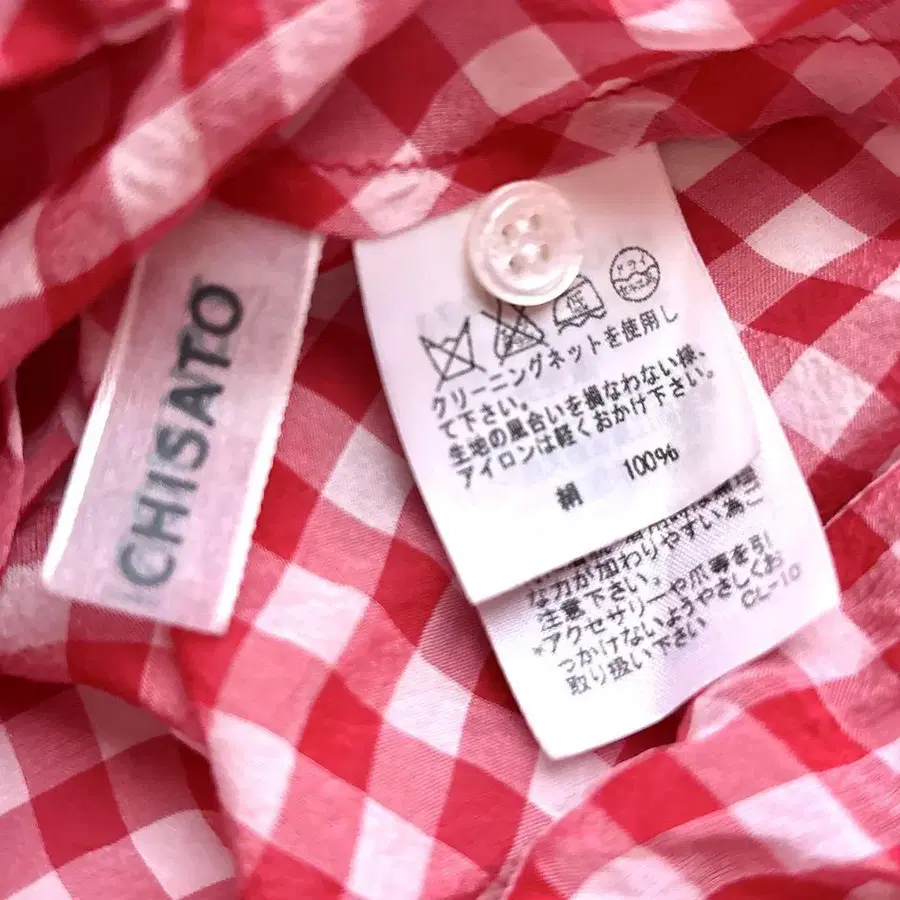 CHISATO
クリーニングネットを使用し
て下さい。
生地の風合いを損なわない様、
アイロンは軽くおかけ下さい。
絹 100%
な力が加わりやすい為ご
注意下さい。
*アクセサリーや爪等を引
つかけないようやさしくお
取り扱い下さい
CL-10